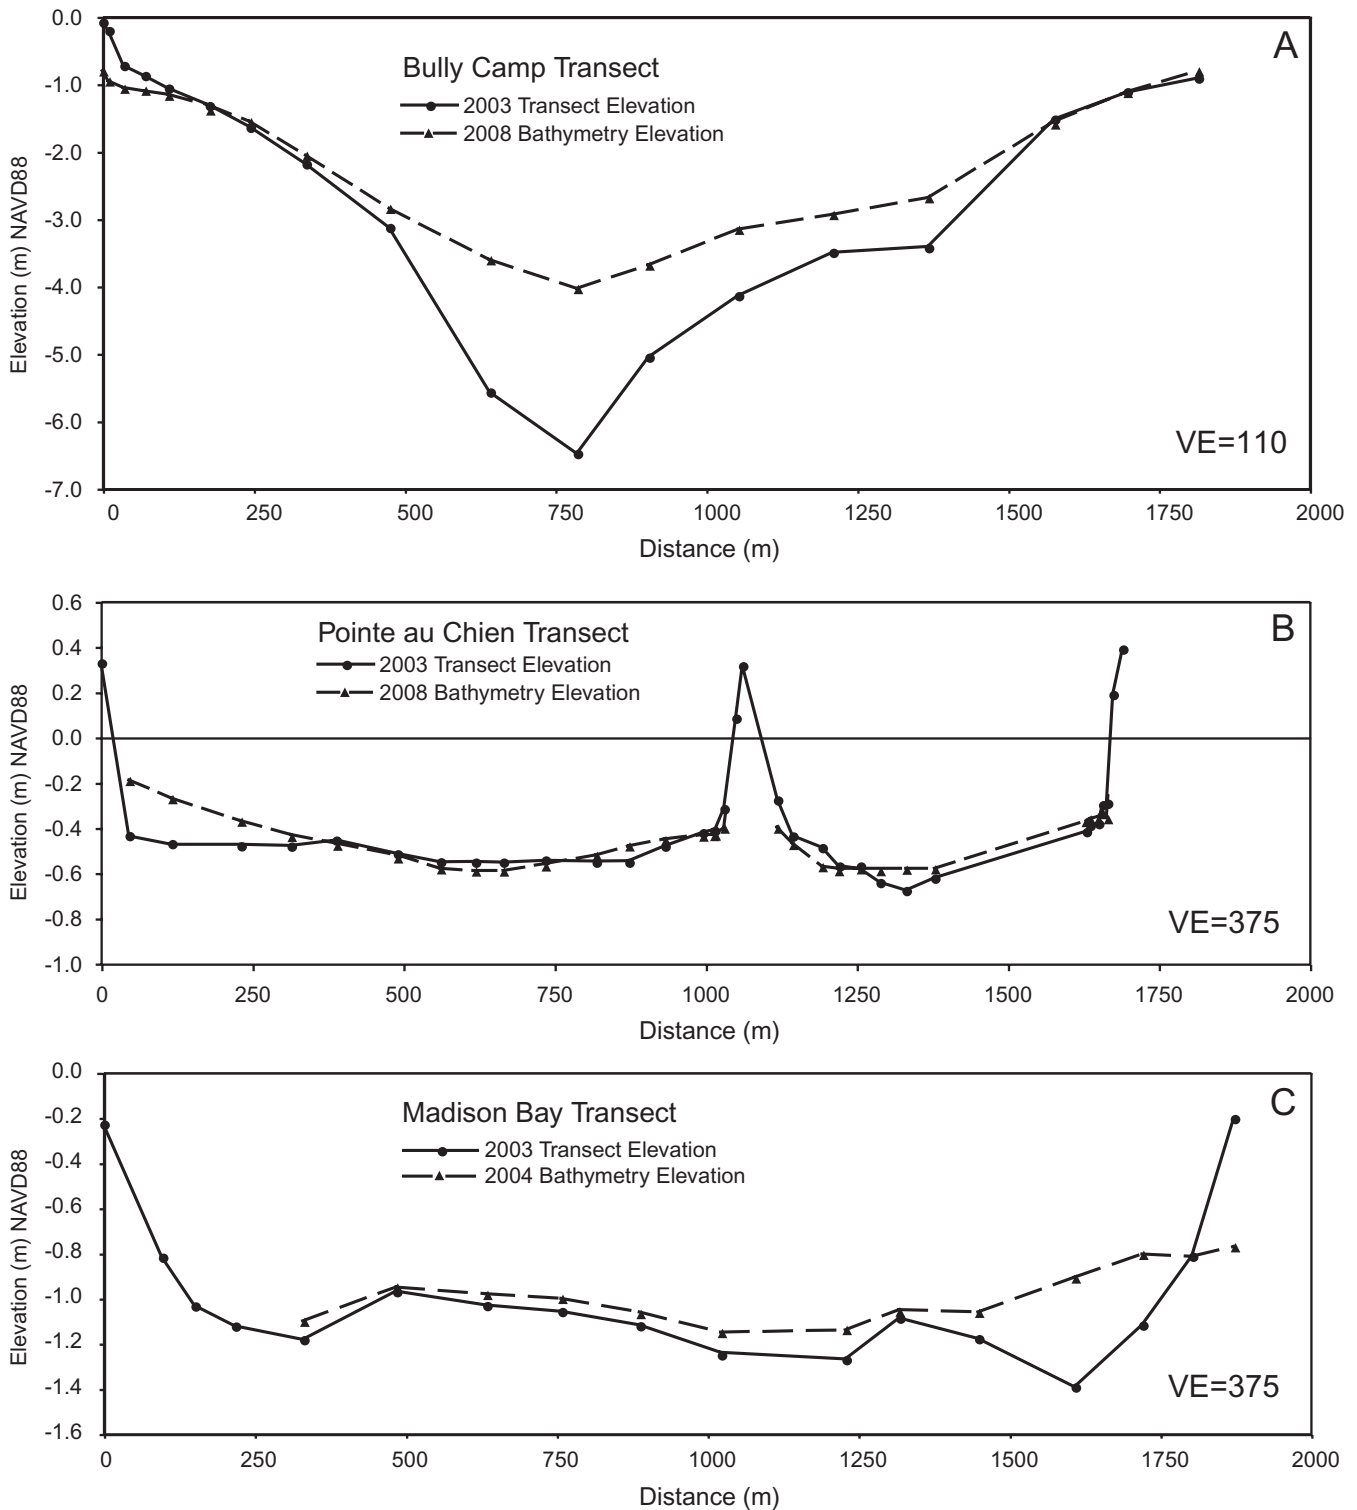 A
Bully Camp Transect
2003 Transect Elevation
2008 Bathymetry Elevation
Elevation (m) NAVD88
0.0
-1.0
-2.0
-3.0
-4.0
-5.0
-6.0
-7.0
VE=110
0 250 500 750 1000 1250 1500 1750 2000
Distance (m)
B
Pointe au Chien Transect
2003 Transect Elevation
2008 Bathymetry Elevation
Elevation (m) NAVD88
0.6
0.4
0.2
0.0
-0.2
-0.4
-0.6
-0.8
-1.0
VE=375
0 250 500 750 1000 1250 1500 1750 2000
Distance (m)
C
Madison Bay Transect
2003 Transect Elevation
2004 Bathymetry Elevation
Elevation (m) NAVD88
0.0
-0.2
-0.4
-0.6
-0.8
-1.0
-1.2
-1.4
-1.6
VE=375
0 250 500 750 1000 1250 1500 1750 2000
Distance (m)